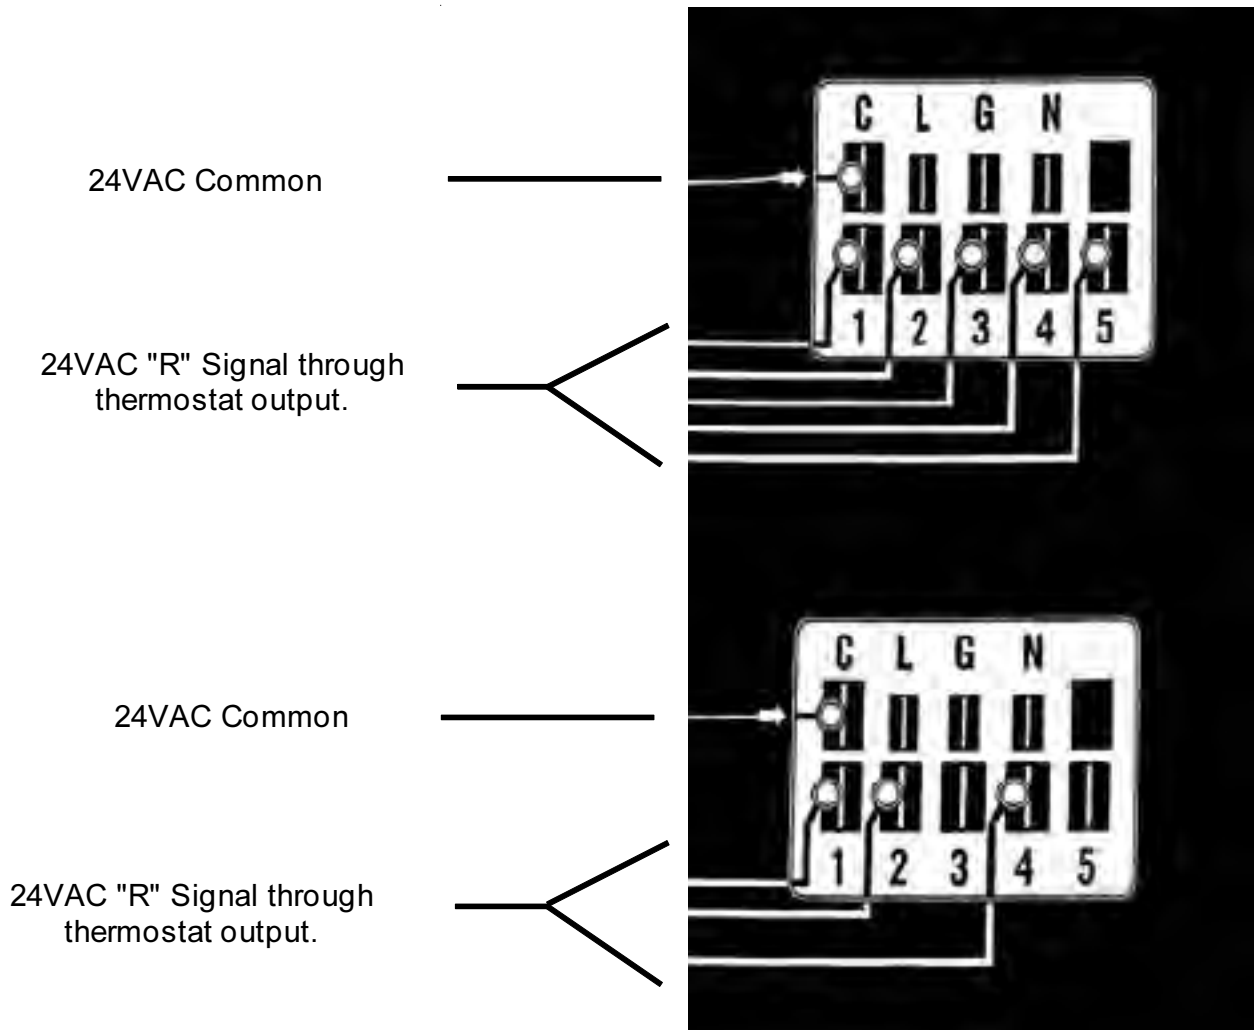 C L G N
24VAC Common
1 2 3 4 5
24VAC "R" Signal through
thermostat output.
C L G N
24VAC Common
1 2 3 4 5
24VAC "R" Signal through
thermostat output.